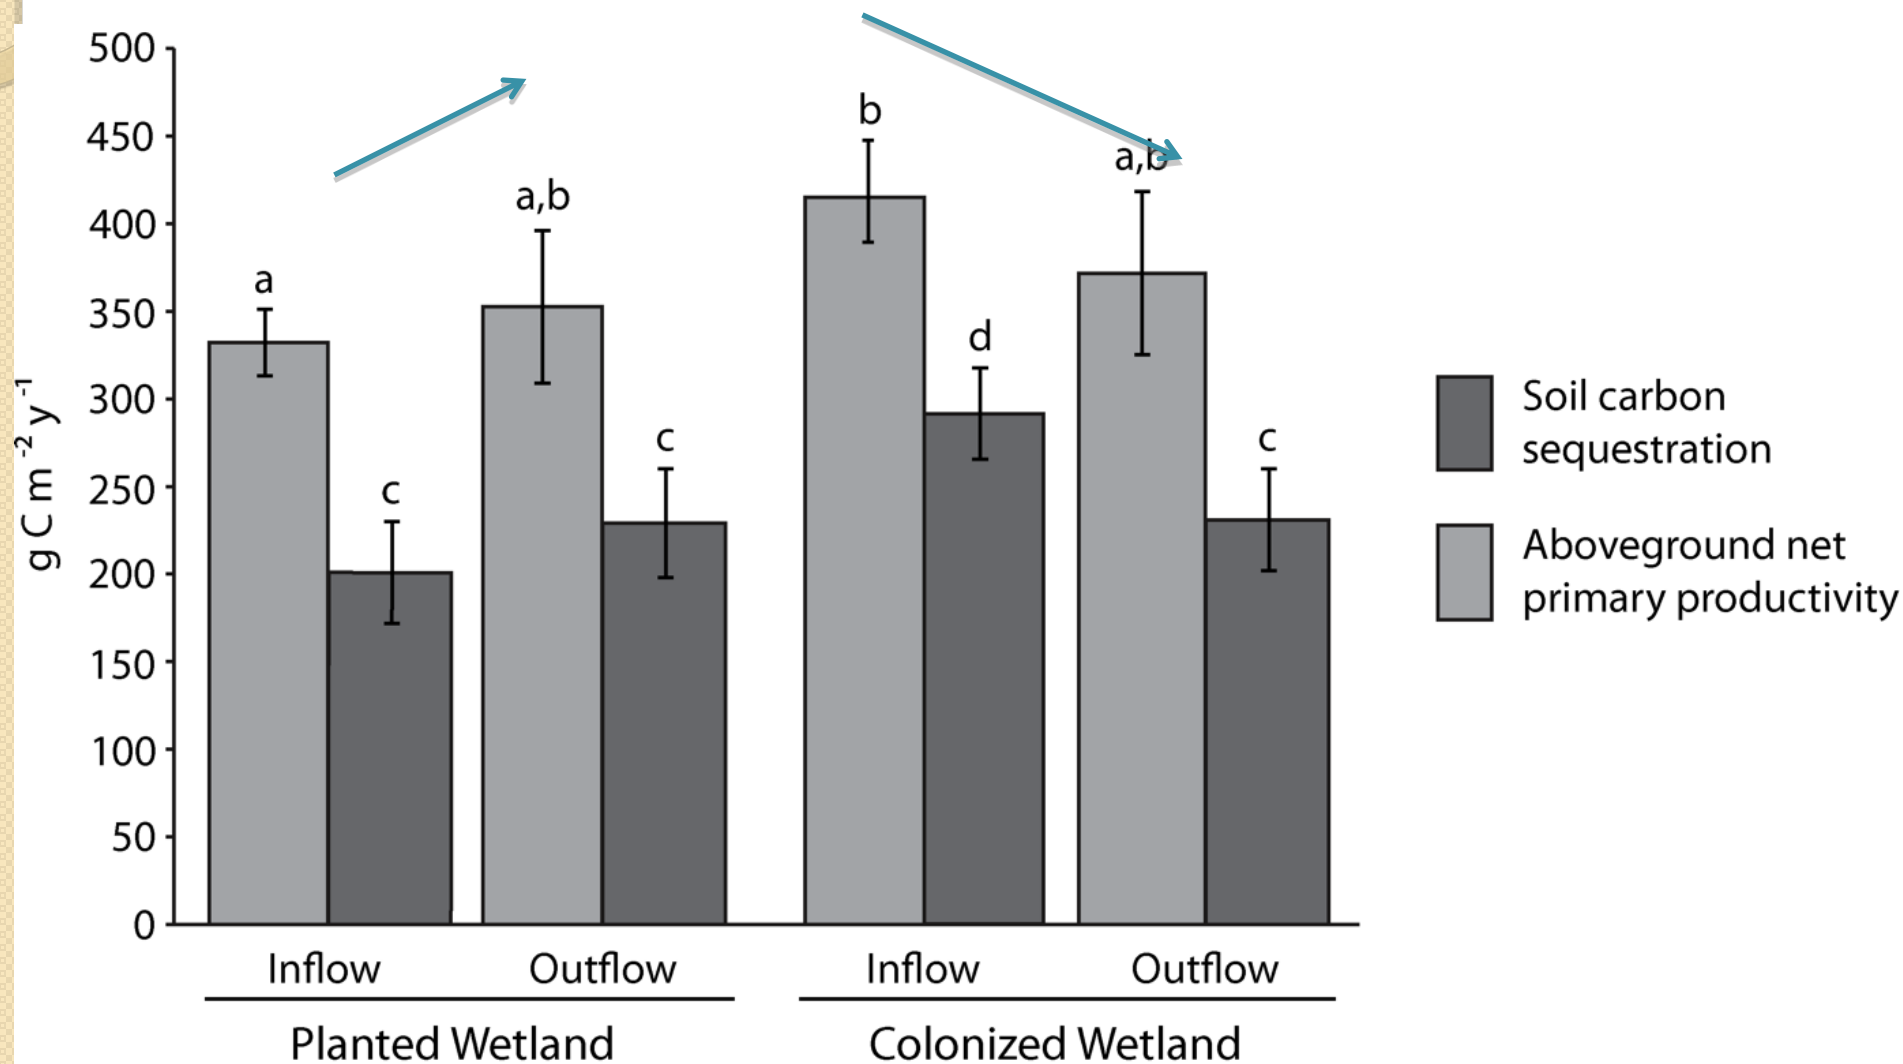 500
450
400
350
300
250
200
150
100
50
0
g C m⁻² y⁻¹
a
c
a,b
c
b
d
a,b
c
Inflow
Outflow
Inflow
Outflow
Planted Wetland
Colonized Wetland
Soil carbon
sequestration
Aboveground net
primary productivity